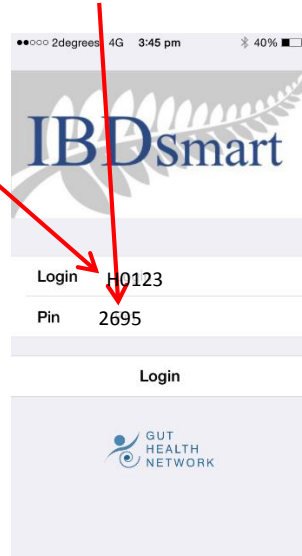 2degrees 4G 3:45 pm 40%
IBDsmart
Login H0123
Pin 2695
Login
GUT
HEALTH
NETWORK